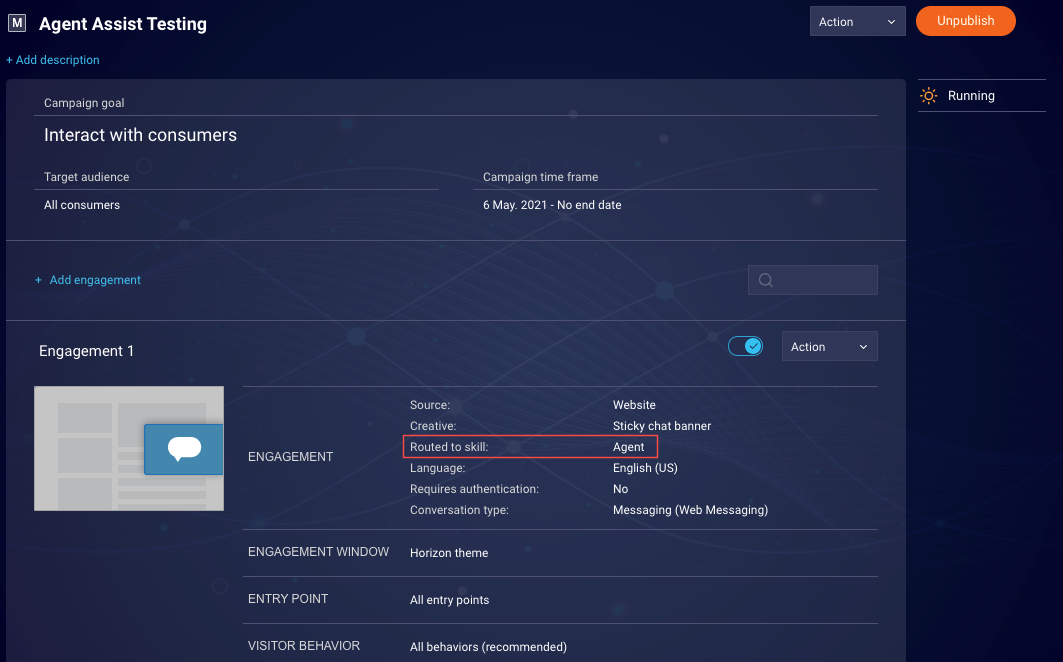 M Agent Assist Testing
Action
Unpublish
+ Add description
Running
Campaign goal
Interact with consumers
Target audience
Campaign time frame
All consumers
6 May. 2021 - No end date
+ Add engagement
Engagement 1
Action
ENGAGEMENT
Source: Website
Creative: Sticky chat banner
Routed to skill: Agent
Language: English (US)
Requires authentication: No
Conversation type: Messaging (Web Messaging)
ENGAGEMENT WINDOW Horizon theme
ENTRY POINT All entry points
VISITOR BEHAVIOR All behaviors (recommended)